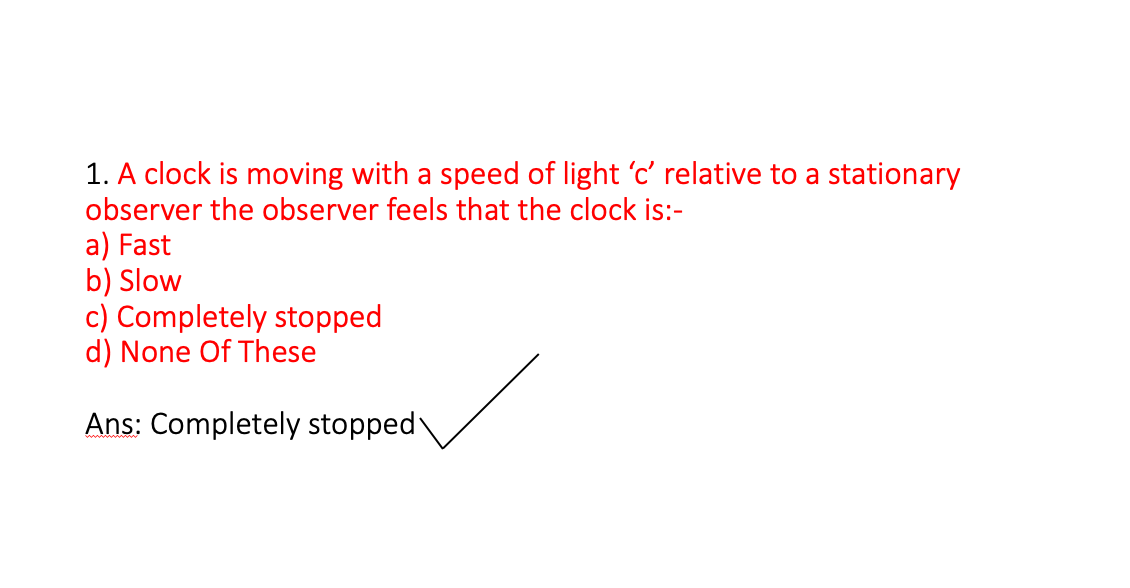 1. A clock is moving with a speed of light ‘c’ relative to a stationary
observer the observer feels that the clock is:-
a) Fast
b) Slow
c) Completely stopped
d) None Of These
Ans: Completely stopped